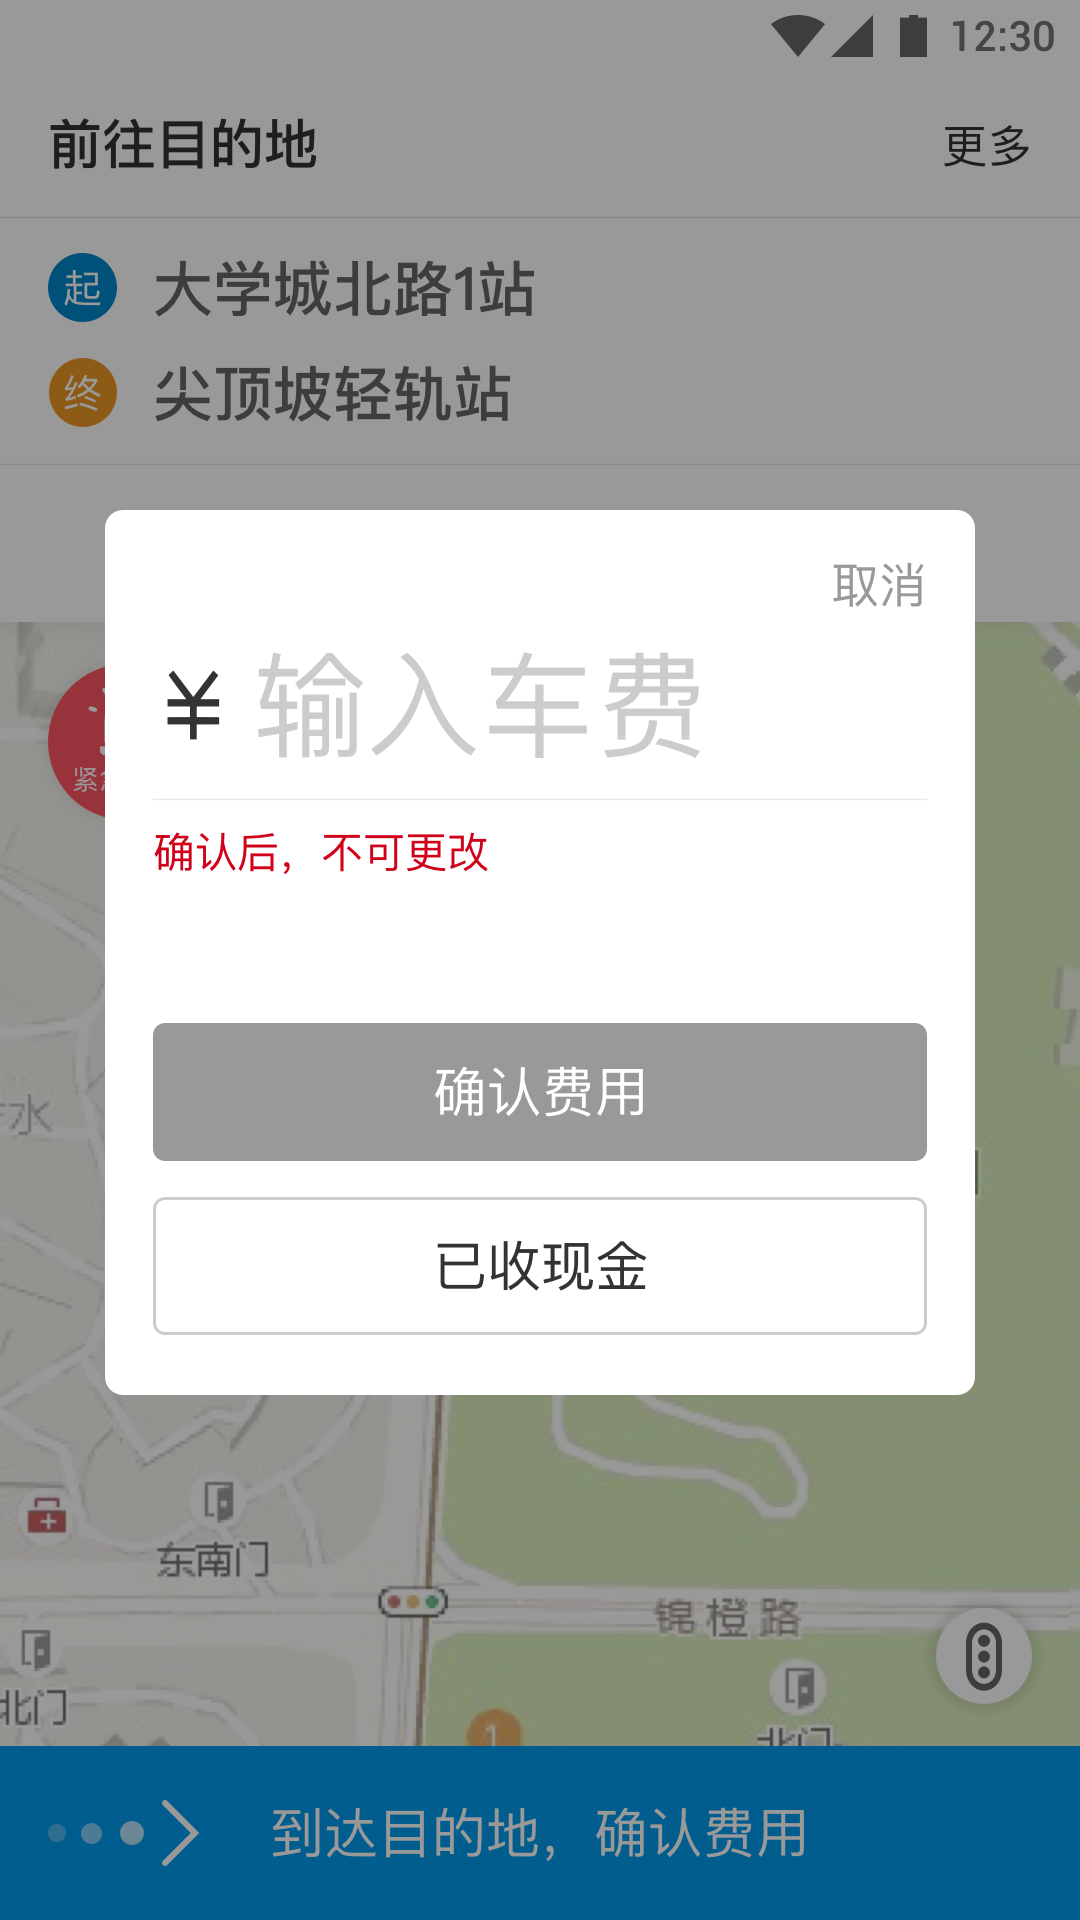 12:30
前往目的地
更多
起 大学城北路1站
终 尖顶坡轻轨站
取消
¥ 输入车费
紧
确认后，不可更改
确认费用
水
已收现金
东南门
锦橙路
北门
1
北门
到达目的地，确认费用